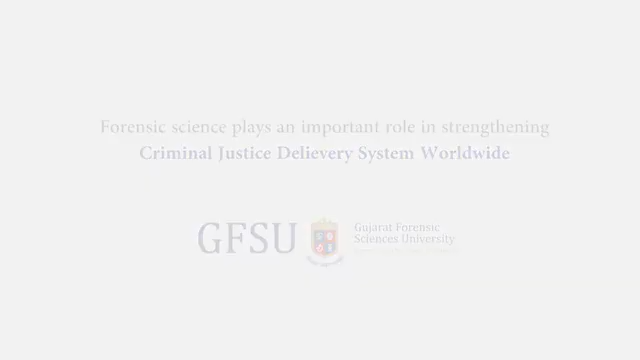 Forensic science plays an important role in strengthening
Criminal Justice Delievery System Worldwide
GFSU
Gujarat Forensic
Sciences University